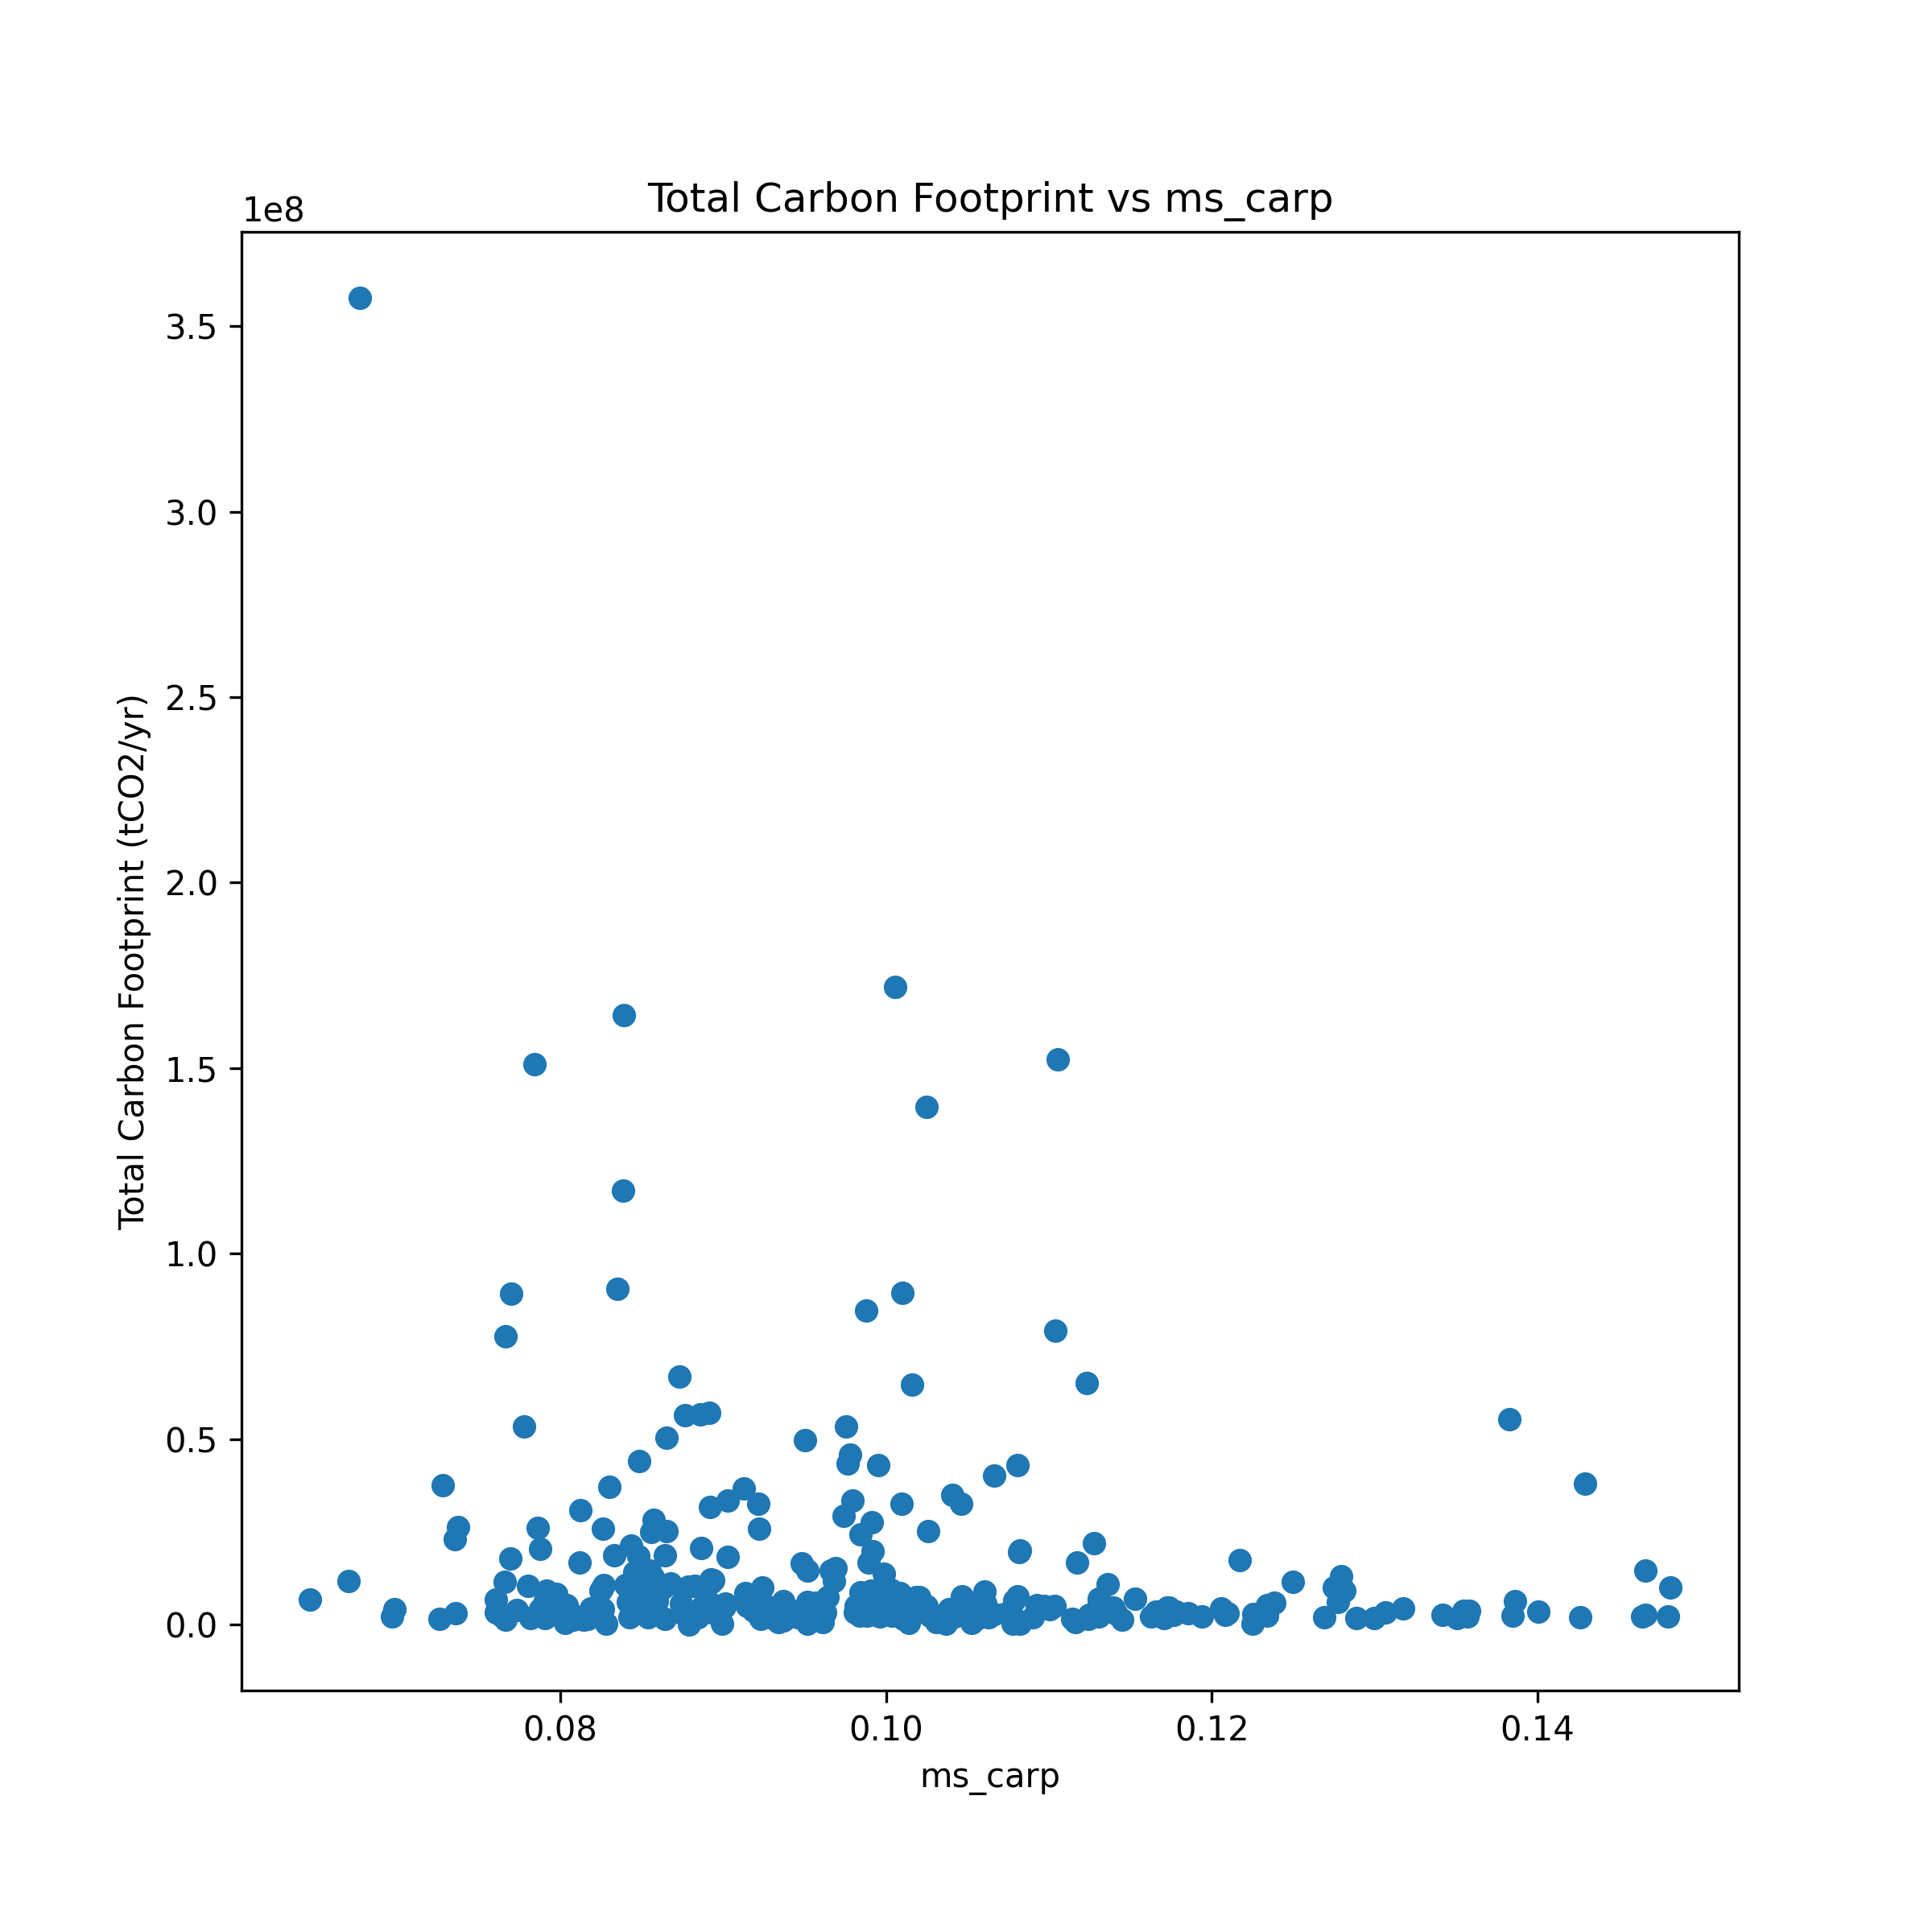 Total Carbon Footprint vs ms_carp
1e8
3.5
3.0
2.5
2.0
1.5
1.0
0.5
0.0
Total Carbon Footprint (tCO2/yr)
0.08 0.10 0.12 0.14
ms_carp